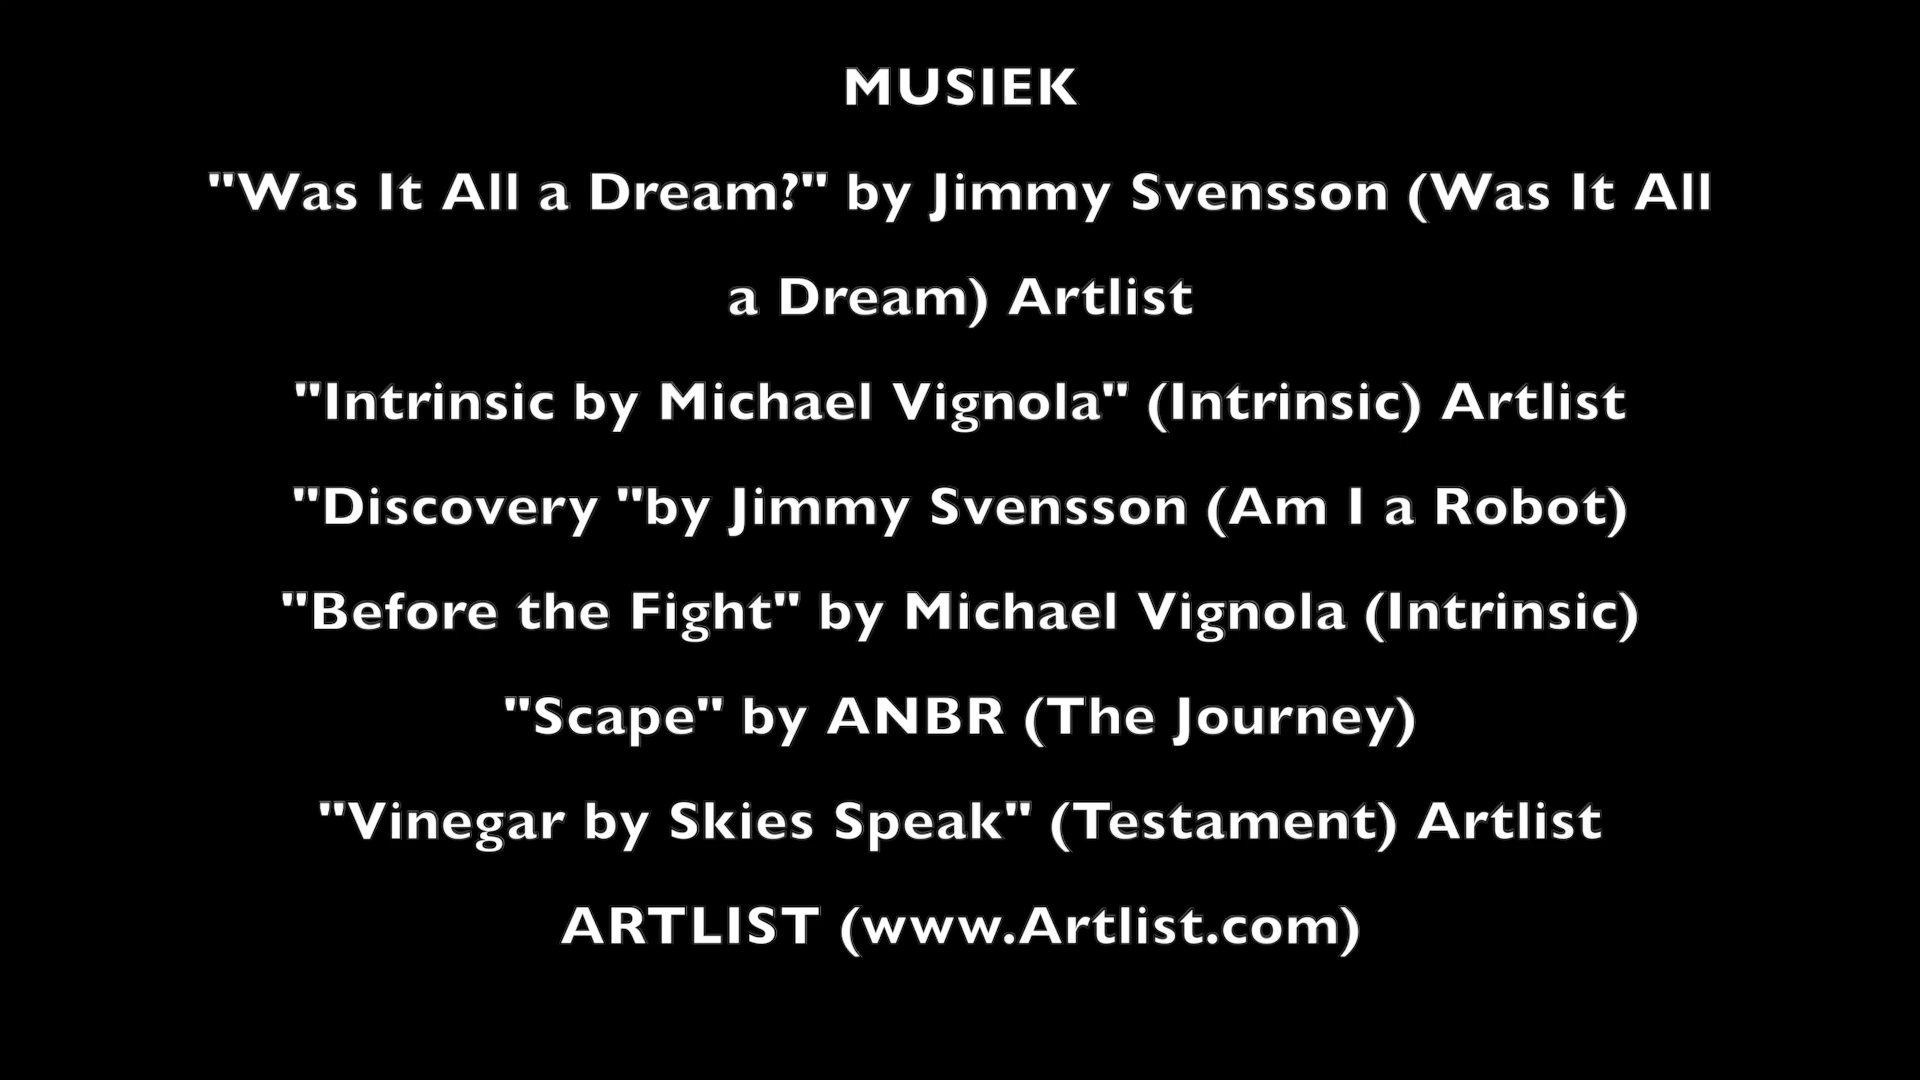 MUSIEK
"Was It All a Dream?" by Jimmy Svensson (Was It All
a Dream) Artlist
"Intrinsic by Michael Vignola" (Intrinsic) Artlist
"Discovery "by Jimmy Svensson (Am I a Robot)
"Before the Fight" by Michael Vignola (Intrinsic)
"Scape" by ANBR (The Journey)
"Vinegar by Skies Speak" (Testament) Artlist
ARTLIST (www.Artlist.com)